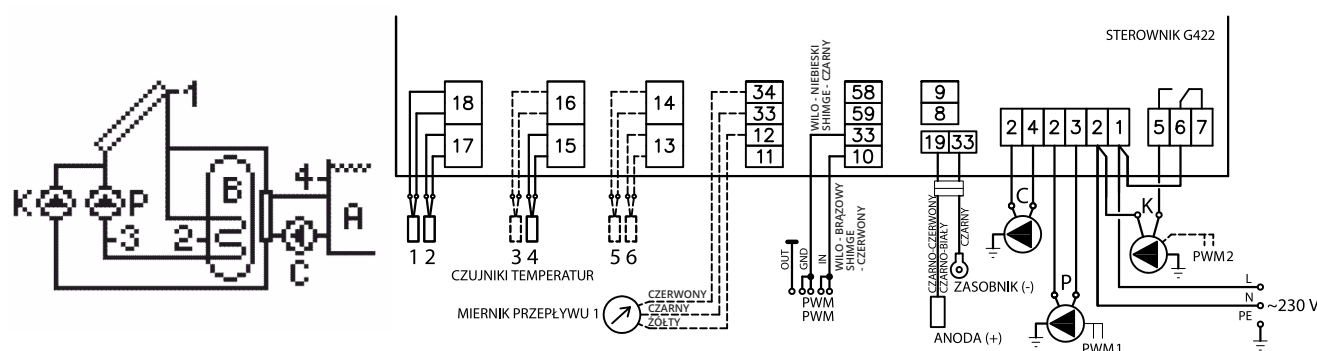 1
K
P
B
4
A
3
2
C
STEROWNIK G422
18
17
16
15
14
13
34
33
12
11
WILO - NIEBIESKI
SHIMGE - CZARNY
58
59
33
10
9
8
19 33
2 4 2 3 2 1
5 6 7
1 2
3 4
5 6
CZUJNIKI TEMPERATUR
MIERNIK PRZEPŁYWU 1
CZERWONY
CZARNY
ŻÓŁTY
OUT
GND
IN
WILO - BRĄZOWY
SHIMGE
- CZERWONY
PWM
PWM
CZARNO-CZERWONY
CZARNO-BIAŁY
CZARNY
ZASOBNIK (-)
ANODA (+)
C
P
PWM1
K
PWM2
L
N
PE
~230 V